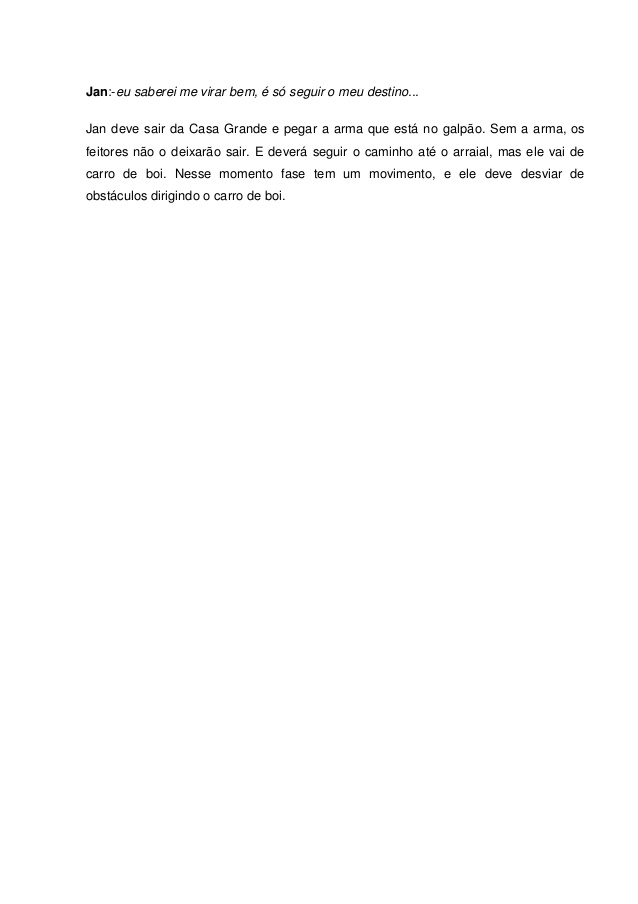 Jan:-eu saberei me virar bem, é só seguir o meu destino...
Jan deve sair da Casa Grande e pegar a arma que está no galpão. Sem a arma, os
feitores não o deixarão sair. E deverá seguir o caminho até o arraial, mas ele vai de
carro de boi. Nesse momento fase tem um movimento, e ele deve desviar de
obstáculos dirigindo o carro de boi.